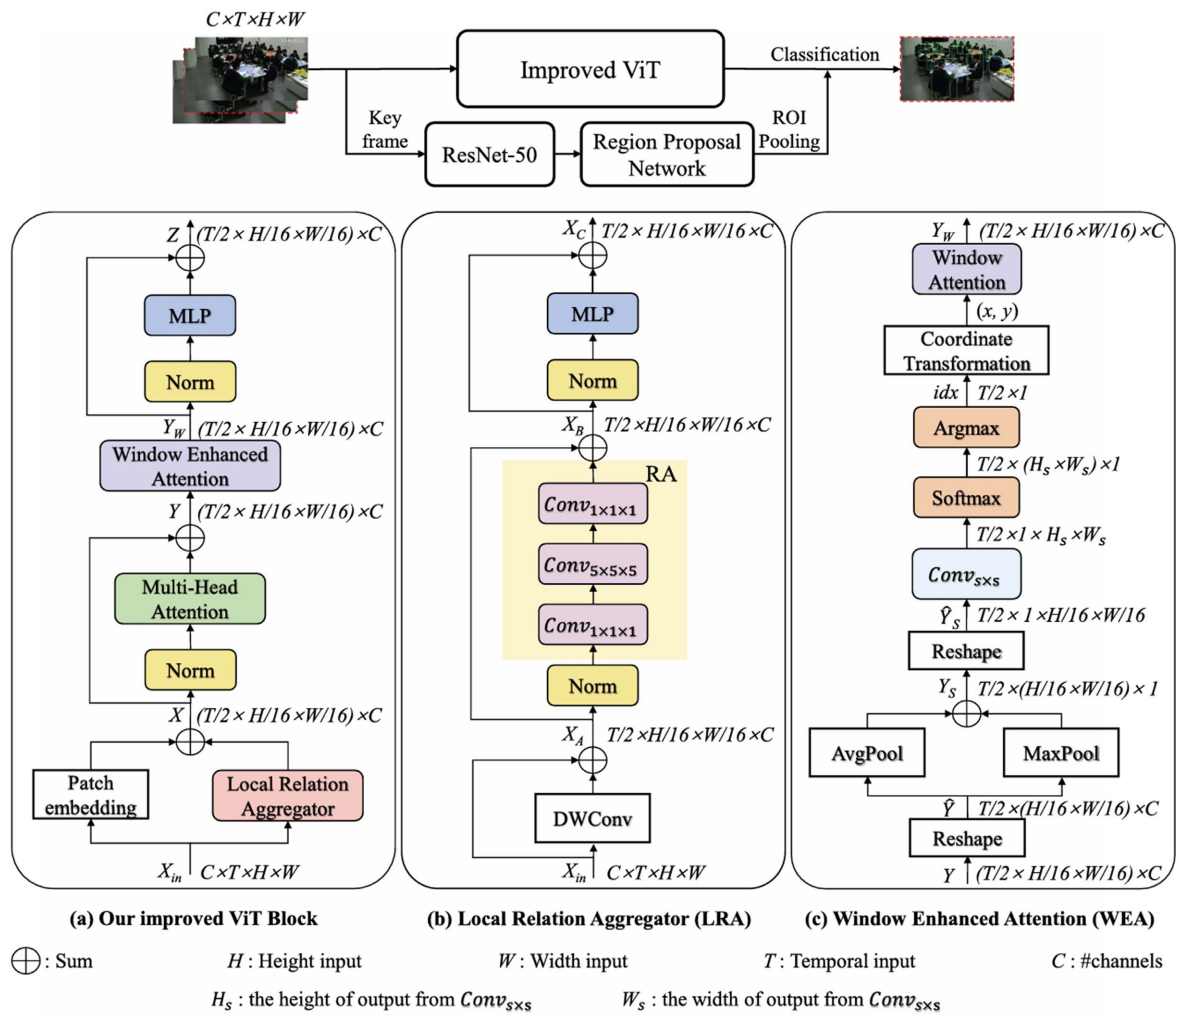 C×T×H×W
Improved ViT
Classification
Key
frame
ResNet-50
Region Proposal
Network
ROI
Pooling
Z (T/2× H/16 ×W/16)×C
MLP
Norm
Y_W (T/2× H/16 ×W/16)×C
Window Enhanced
Attention
Y (T/2× H/16 ×W/16)×C
Multi-Head
Attention
Norm
X (T/2× H/16 ×W/16)×C
Patch
embedding
Local Relation
Aggregator
X_in C×T×H×W
(a) Our improved ViT Block
X_C T/2× H/16×W/16×C
MLP
Norm
X_B T/2×H/16×W/16×C
RA
Conv_1×1×1
Conv_5×5×5
Conv_1×1×1
Norm
X_A T/2×H/16×W/16×C
DWConv
X_in C×T×H×W
(b) Local Relation Aggregator (LRA)
Y_W (T/2× H/16×W/16)×C
Window
Attention
(x, y)
Coordinate
Transformation
idx T/2×1
Argmax
T/2×(H_s×W_s)×1
Softmax
T/2×1×H_s×W_s
Conv_s×s
Ŷ_S T/2× 1×H/16×W/16
Reshape
Y_S T/2×(H/16×W/16)×1
AvgPool
MaxPool
Ŷ T/2×(H/16×W/16)×C
Reshape
Y (T/2×H/16×W/16)×C
(c) Window Enhanced Attention (WEA)
⊕ : Sum H : Height input W : Width input T : Temporal input C : #channels
H_s : the height of output from Conv_s×s W_s : the width of output from Conv_s×s